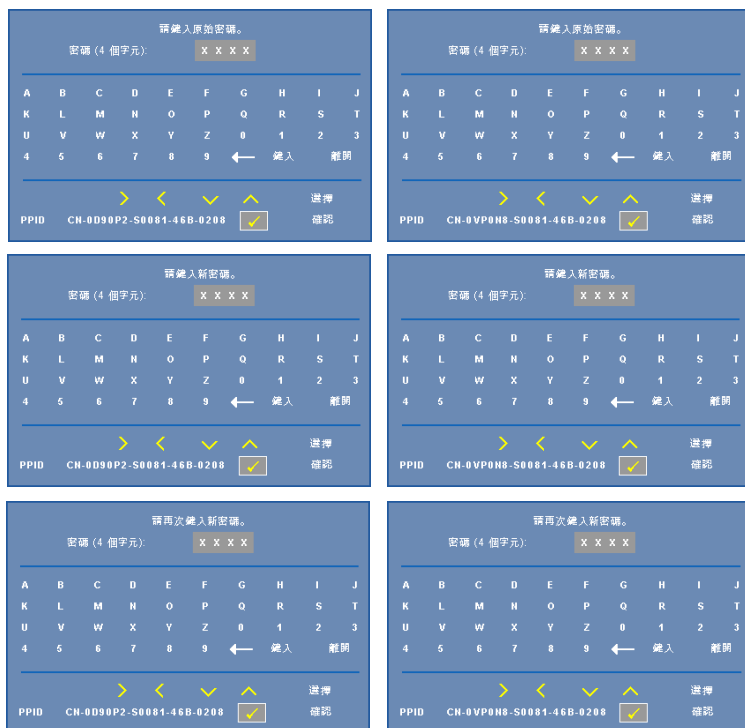 請鍵入原始密碼。
密碼 (4 個字元): X X X X
A B C D E F G H I J
K L M N O P Q R S T
U V W X Y Z 0 1 2 3
4 5 6 7 8 9 ← 鍵入 離開
選擇
PPID CN-0D90P2-S0081-46B-0208 ✓ 確認
請鍵入原始密碼。
密碼 (4 個字元): X X X X
A B C D E F G H I J
K L M N O P Q R S T
U V W X Y Z 0 1 2 3
4 5 6 7 8 9 ← 鍵入 離開
選擇
PPID CN-0VP0N8-S0081-46B-0208 ✓ 確認
請鍵入新密碼。
密碼 (4 個字元): X X X X
A B C D E F G H I J
K L M N O P Q R S T
U V W X Y Z 0 1 2 3
4 5 6 7 8 9 ← 鍵入 離開
選擇
PPID CN-0D90P2-S0081-46B-0208 ✓ 確認
請鍵入新密碼。
密碼 (4 個字元): X X X X
A B C D E F G H I J
K L M N O P Q R S T
U V W X Y Z 0 1 2 3
4 5 6 7 8 9 ← 鍵入 離開
選擇
PPID CN-0VP0N8-S0081-46B-0208 ✓ 確認
請再次鍵入新密碼。
密碼 (4 個字元): X X X X
A B C D E F G H I J
K L M N O P Q R S T
U V W X Y Z 0 1 2 3
4 5 6 7 8 9 ← 鍵入 離開
選擇
PPID CN-0D90P2-S0081-46B-0208 ✓ 確認
請再次鍵入新密碼。
密碼 (4 個字元): X X X X
A B C D E F G H I J
K L M N O P Q R S T
U V W X Y Z 0 1 2 3
4 5 6 7 8 9 ← 鍵入 離開
選擇
PPID CN-0VP0N8-S0081-46B-0208 ✓ 確認